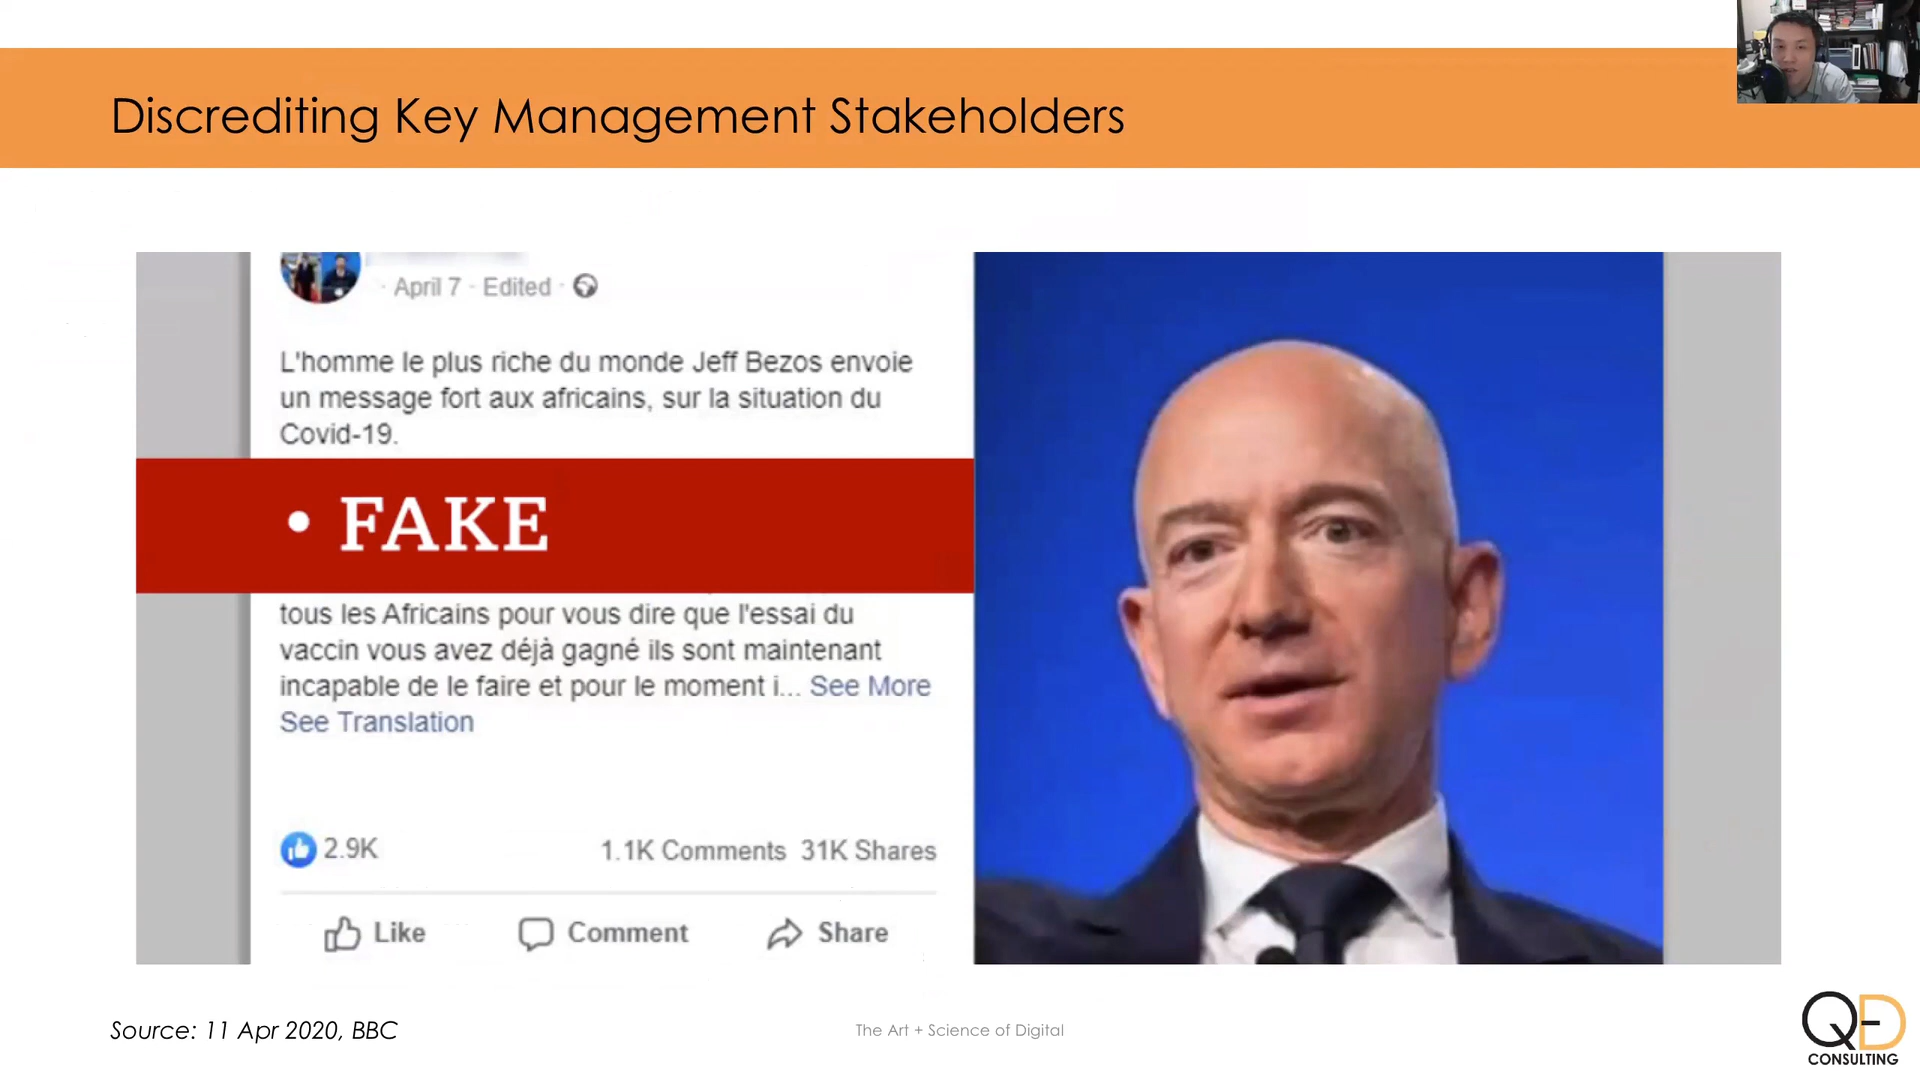 Discrediting Key Management Stakeholders
· April 7 · Edited ·
L'homme le plus riche du monde Jeff Bezos envoie
un message fort aux africains, sur la situation du
Covid-19.
• FAKE
tous les Africains pour vous dire que l'essai du
vaccin vous avez déjà gagné ils sont maintenant
incapable de le faire et pour le moment i... See More
See Translation
2.9K
1.1K Comments 31K Shares
Like Comment Share
Source: 11 Apr 2020, BBC
The Art + Science of Digital
QED
CONSULTING